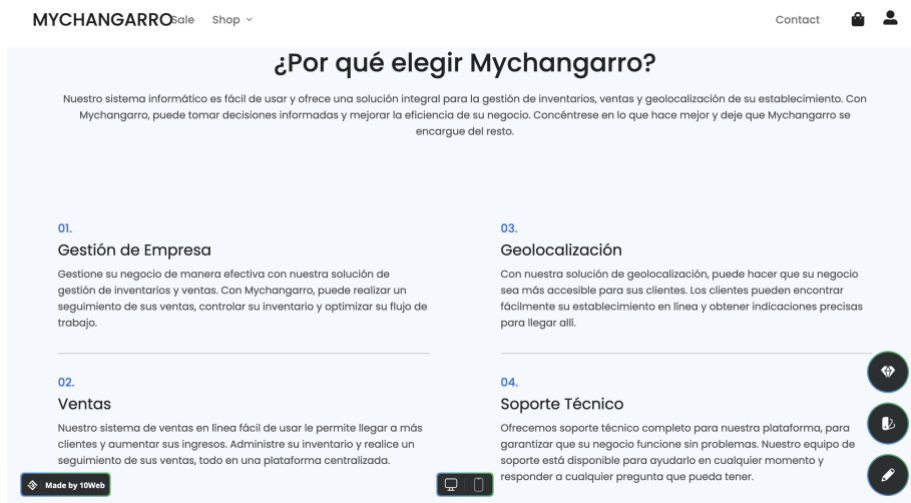 MYCHANGARRO Sale Shop Contact
¿Por qué elegir Mychangarro?
Nuestro sistema informático es fácil de usar y ofrece una solución integral para la gestión de inventarios, ventas y geolocalización de su establecimiento. Con
Mychangarro, puede tomar decisiones informadas y mejorar la eficiencia de su negocio. Concéntrese en lo que hace mejor y deje que Mychangarro se
encargue del resto.
01.
Gestión de Empresa
Gestione su negocio de manera efectiva con nuestra solución de
gestión de inventarios y ventas. Con Mychangarro, puede realizar un
seguimiento de sus ventas, controlar su inventario y optimizar su flujo de
trabajo.
02.
Ventas
Nuestro sistema de ventas en línea fácil de usar le permite llegar a más
clientes y aumentar sus ingresos. Administre su inventario y realice un
seguimiento de sus ventas, todo en una plataforma centralizada.
03.
Geolocalización
Con nuestra solución de geolocalización, puede hacer que su negocio
sea más accesible para sus clientes. Los clientes pueden encontrar
fácilmente su establecimiento en línea y obtener indicaciones precisas
para llegar allí.
04.
Soporte Técnico
Ofrecemos soporte técnico completo para nuestra plataforma, para
garantizar que su negocio funcione sin problemas. Nuestro equipo de
soporte está disponible para ayudarlo en cualquier momento y
responder a cualquier pregunta que pueda tener.
Made by 10Web